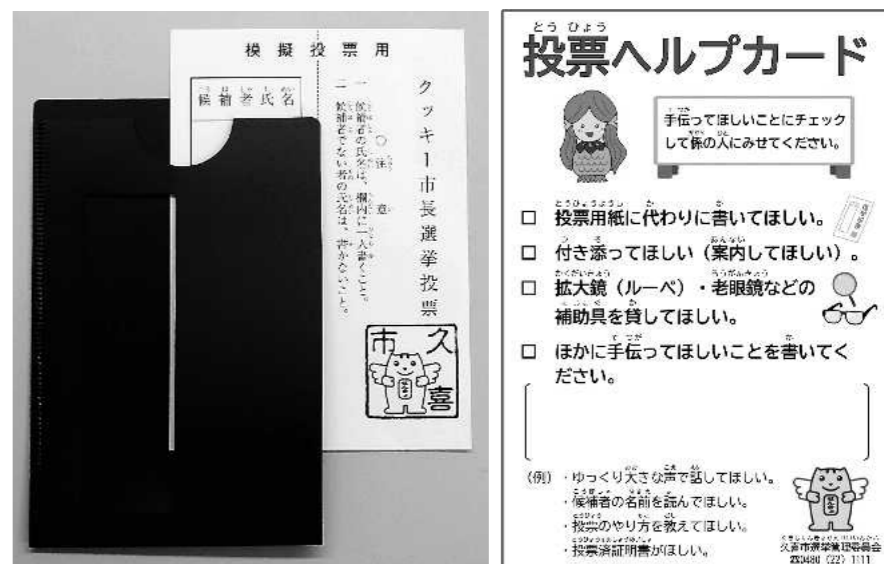 模擬投票用
候補者氏名
クッキー市長選挙投票
○注意
一 候補者の氏名は、欄内に一人書くこと。
二 候補者でない者の氏名は、書かないこと。
久喜市
投票ヘルプカード
手伝ってほしいことにチェック
して係の人にみせてください。
□ 投票用紙に代わりに書いてほしい。
□ 付き添ってほしい（案内してほしい）。
□ 拡大鏡（ルーペ）・老眼鏡などの
補助具を貸してほしい。
□ ほかに手伝ってほしいことを書いてく
ださい。
（例）・ゆっくり大きな声で話してほしい。
・候補者の名前を読んでほしい。
・投票のやり方を教えてほしい。
・投票済証明書がほしい。
久喜市選挙管理委員会
☎0480（22）1111